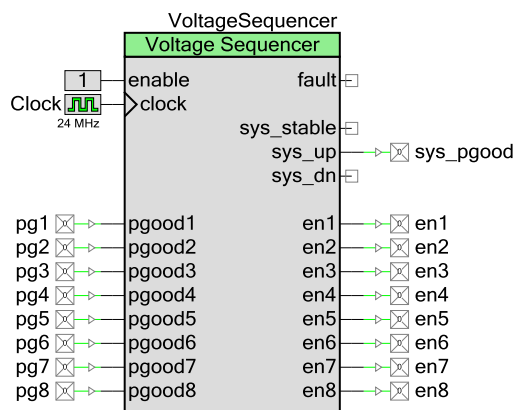 VoltageSequencer
Voltage Sequencer
1 enable fault
Clock clock
24 MHz
sys_stable
sys_up sys_pgood
sys_dn
pg1 pgood1 en1 en1
pg2 pgood2 en2 en2
pg3 pgood3 en3 en3
pg4 pgood4 en4 en4
pg5 pgood5 en5 en5
pg6 pgood6 en6 en6
pg7 pgood7 en7 en7
pg8 pgood8 en8 en8